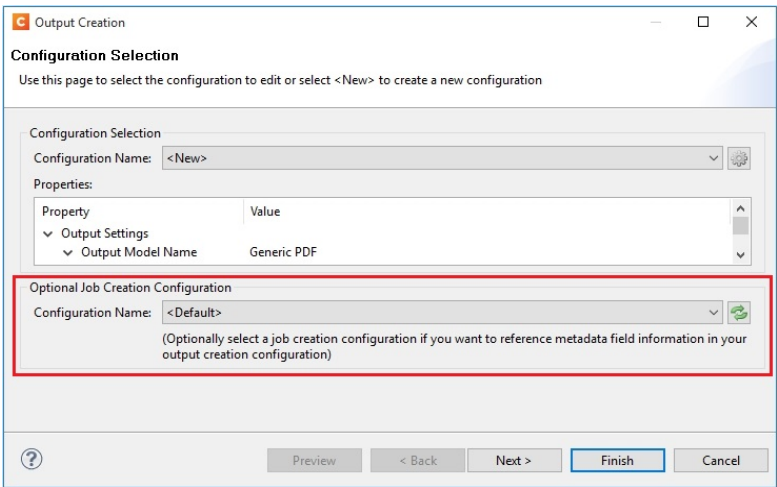 C Output Creation
Configuration Selection
Use this page to select the configuration to edit or select <New> to create a new configuration
Configuration Selection
Configuration Name: <New>
Properties:
Property Value
Output Settings
Output Model Name Generic PDF
Optional Job Creation Configuration
Configuration Name: <Default>
(Optionally select a job creation configuration if you want to reference metadata field information in your
output creation configuration)
? Preview < Back Next > Finish Cancel